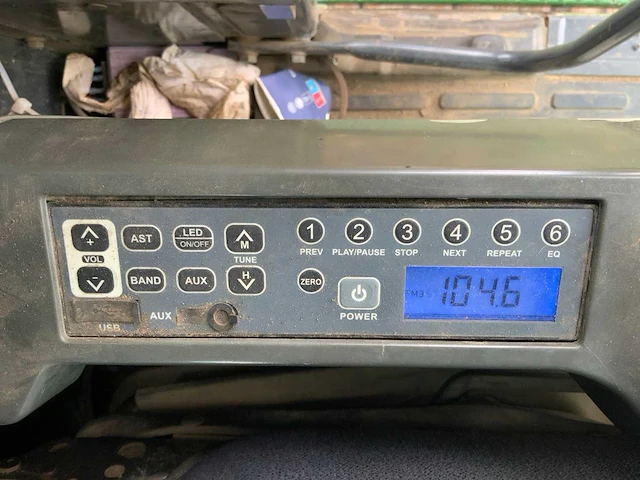 +
VOL
-
AST
LED
ON/OFF
BAND
AUX
M
TUNE
H
1 2 3 4 5 6
PREV PLAY/PAUSE STOP NEXT REPEAT EQ
ZERO
POWER
104.6
USB
AUX